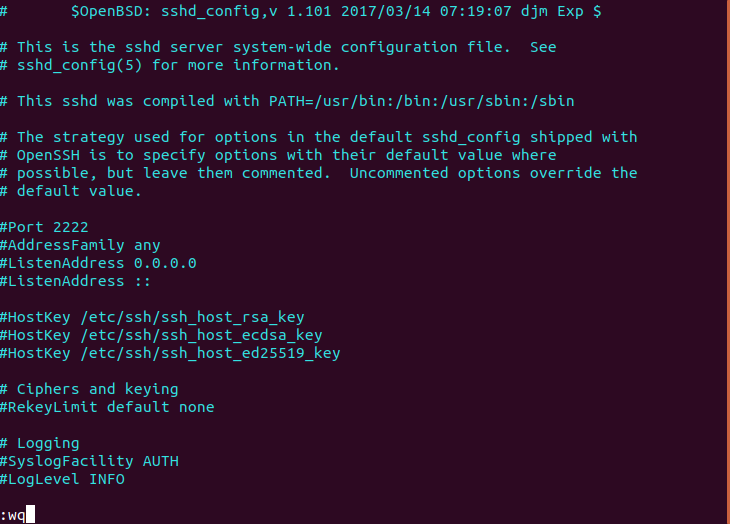 #       $OpenBSD: sshd_config,v 1.101 2017/03/14 07:19:07 djm Exp $
# This is the sshd server system-wide configuration file.  See
# sshd_config(5) for more information.
# This sshd was compiled with PATH=/usr/bin:/bin:/usr/sbin:/sbin
# The strategy used for options in the default sshd_config shipped with
# OpenSSH is to specify options with their default value where
# possible, but leave them commented.  Uncommented options override the
# default value.
#Port 2222
#AddressFamily any
#ListenAddress 0.0.0.0
#ListenAddress ::
#HostKey /etc/ssh/ssh_host_rsa_key
#HostKey /etc/ssh/ssh_host_ecdsa_key
#HostKey /etc/ssh/ssh_host_ed25519_key
# Ciphers and keying
#RekeyLimit default none
# Logging
#SyslogFacility AUTH
#LogLevel INFO
:wq